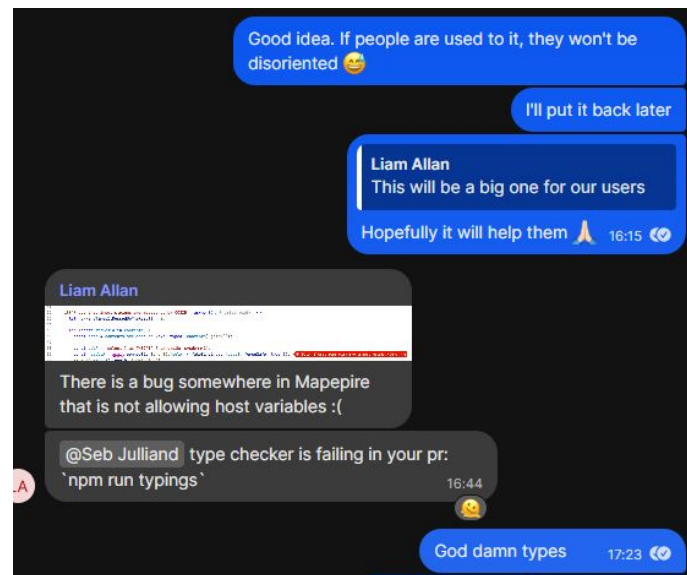 Good idea. If people are used to it, they won't be
disoriented 😅
I'll put it back later
Liam Allan
This will be a big one for our users
Hopefully it will help them 🙏🏻 16:15
Liam Allan
There is a bug somewhere in Mapepire
that is not allowing host variables :(
@Seb Julliand type checker is failing in your pr:
`npm run typings` 16:44
LA
God damn types 17:23